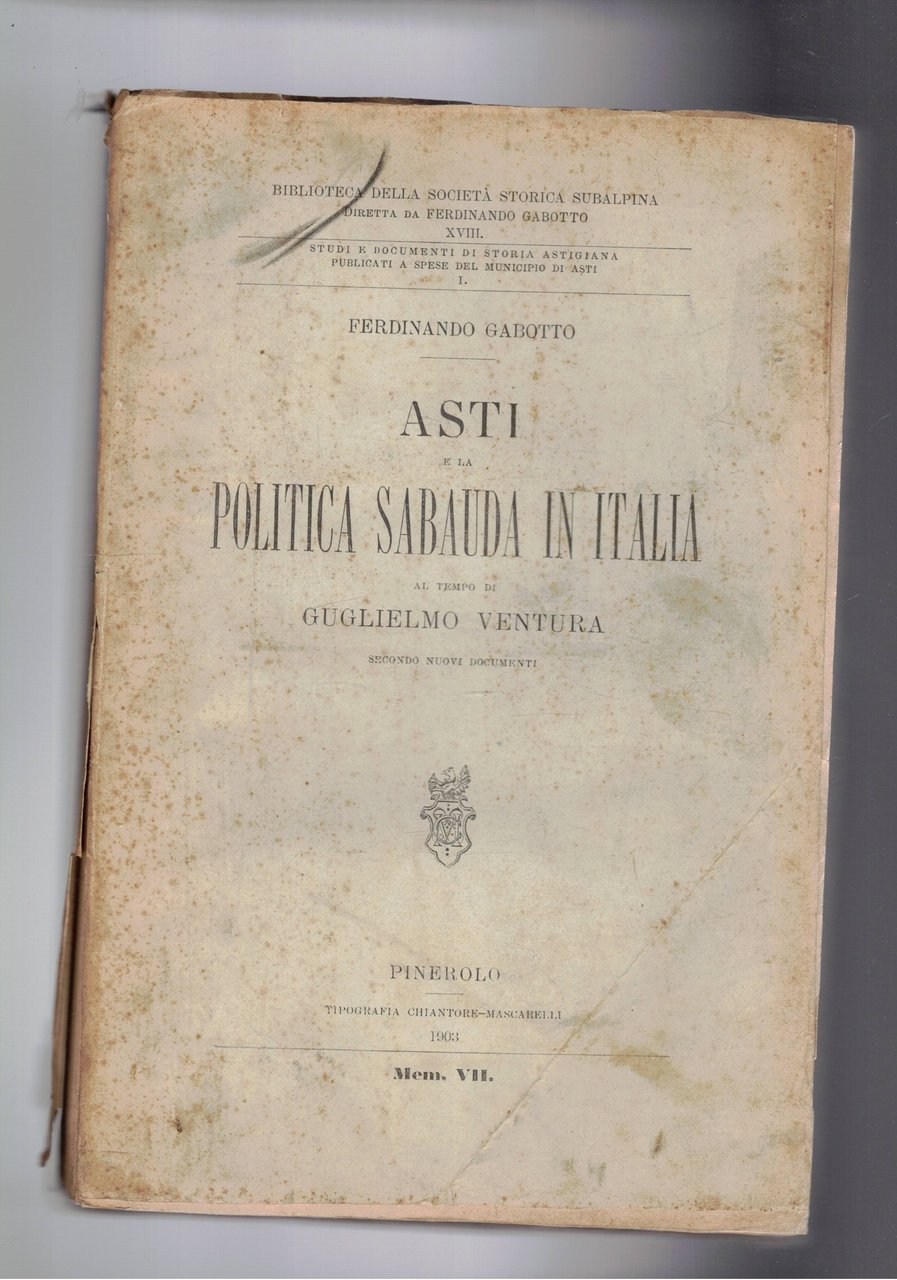 BIBLIOTECA DELLA SOCIETÀ STORICA SUBALPINA
DIRETTA DA FERDINANDO GABOTTO
XVIII.
STUDI E DOCUMENTI DI STORIA ASTIGIANA
PUBLICATI A SPESE DEL MUNICIPIO DI ASTI
I.
FERDINANDO GABOTTO
ASTI
E LA
POLITICA SABAUDA IN ITALIA
AL TEMPO DI
GUGLIELMO VENTURA
SECONDO NUOVI DOCUMENTI
PINEROLO
TIPOGRAFIA CHIANTORE-MASCARELLI
1903
Mem. VII.